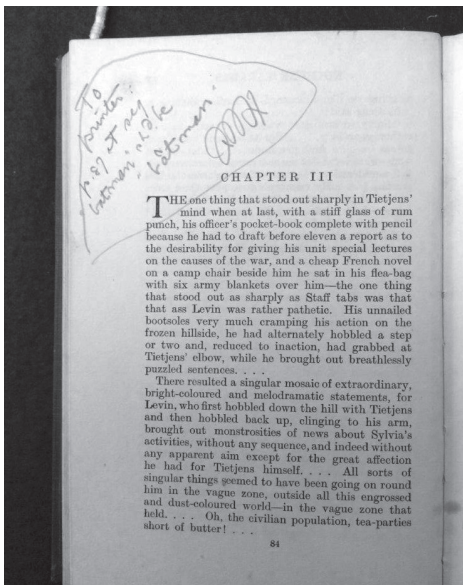 To
printer:
p. 87 et seq
batman sh'd be
bâtman
CHAPTER III
THE one thing that stood out sharply in Tietjens'
mind when at last, with a stiff glass of rum
punch, his officer's pocket-book complete with pencil
because he had to draft before eleven a report as to
the desirability for giving his unit special lectures
on the causes of the war, and a cheap French novel
on a camp chair beside him he sat in his flea-bag
with six army blankets over him—the one thing
that stood out as sharply as Staff tabs was that
that ass Levin was rather pathetic. His unnailed
bootsoles very much cramping his action on the
frozen hillside, he had alternately hobbled a step
or two and, reduced to inaction, had grabbed at
Tietjens' elbow, while he brought out breathlessly
puzzled sentences. . . .
There resulted a singular mosaic of extraordinary,
bright-coloured and melodramatic statements, for
Levin, who first hobbled down the hill with Tietjens
and then hobbled back up, clinging to his arm,
brought out monstrosities of news about Sylvia's
activities, without any sequence, and indeed without
any apparent aim except for the great affection
he had for Tietjens himself. . . . All sorts of
singular things seemed to have been going on round
him in the vague zone, outside all this engrossed
and dust-coloured world—in the vague zone that
held. . . . Oh, the civilian population, tea-parties
short of butter! . . .
84